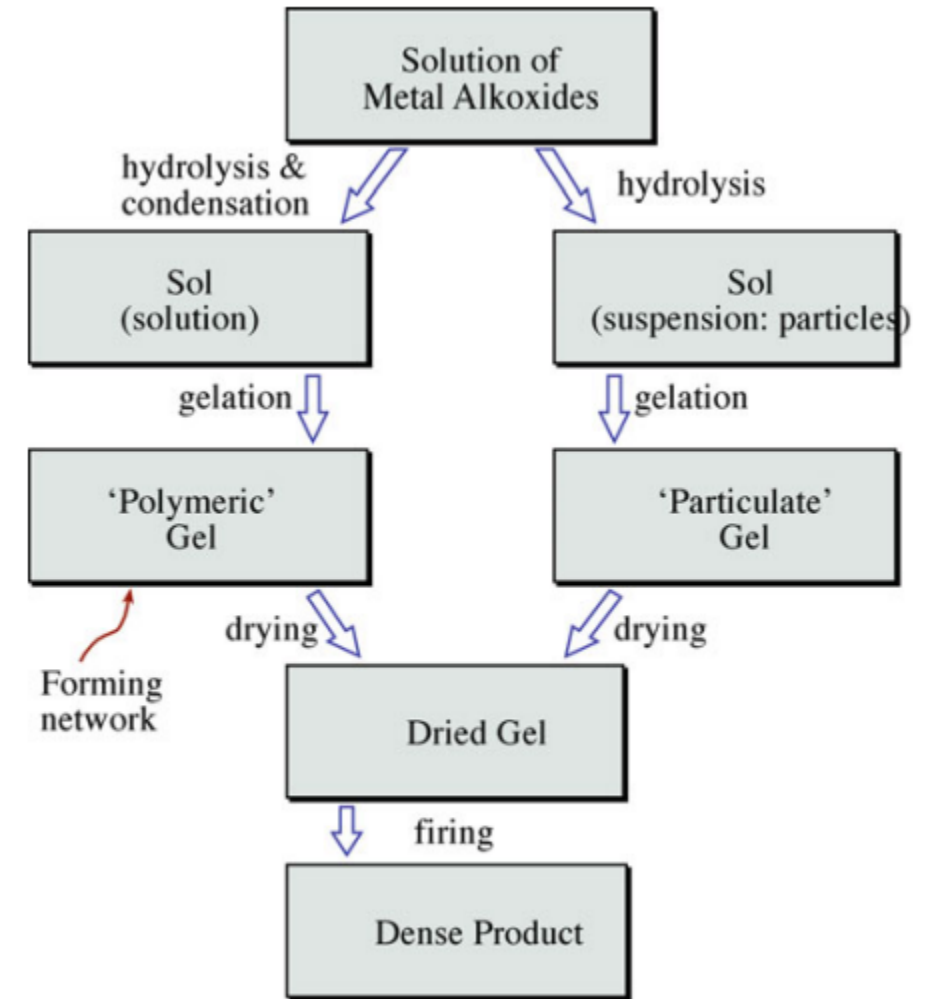 Solution of
Metal Alkoxides
hydrolysis &
condensation
hydrolysis
Sol
(solution)
Sol
(suspension: particles)
gelation
gelation
‘Polymeric’
Gel
‘Particulate’
Gel
drying
drying
Forming
network
Dried Gel
firing
Dense Product